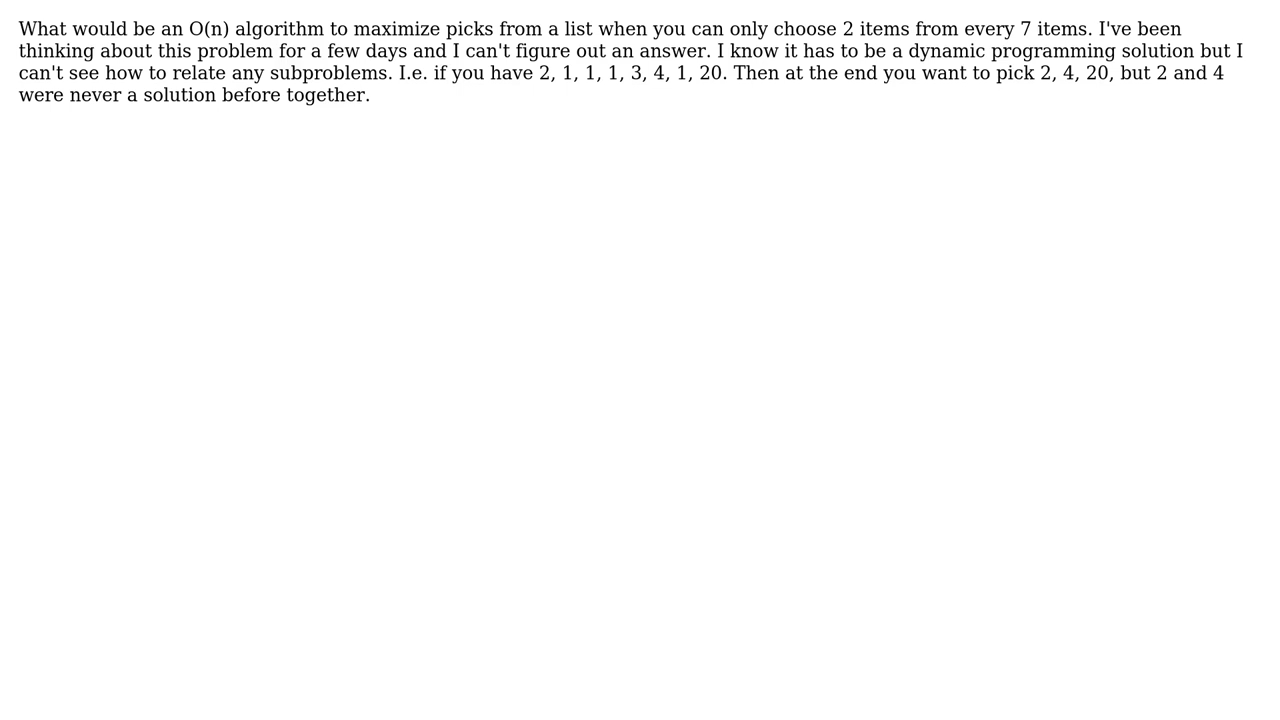 What would be an O(n) algorithm to maximize picks from a list when you can only choose 2 items from every 7 items. I've been
thinking about this problem for a few days and I can't figure out an answer. I know it has to be a dynamic programming solution but I
can't see how to relate any subproblems. I.e. if you have 2, 1, 1, 1, 3, 4, 1, 20. Then at the end you want to pick 2, 4, 20, but 2 and 4
were never a solution before together.